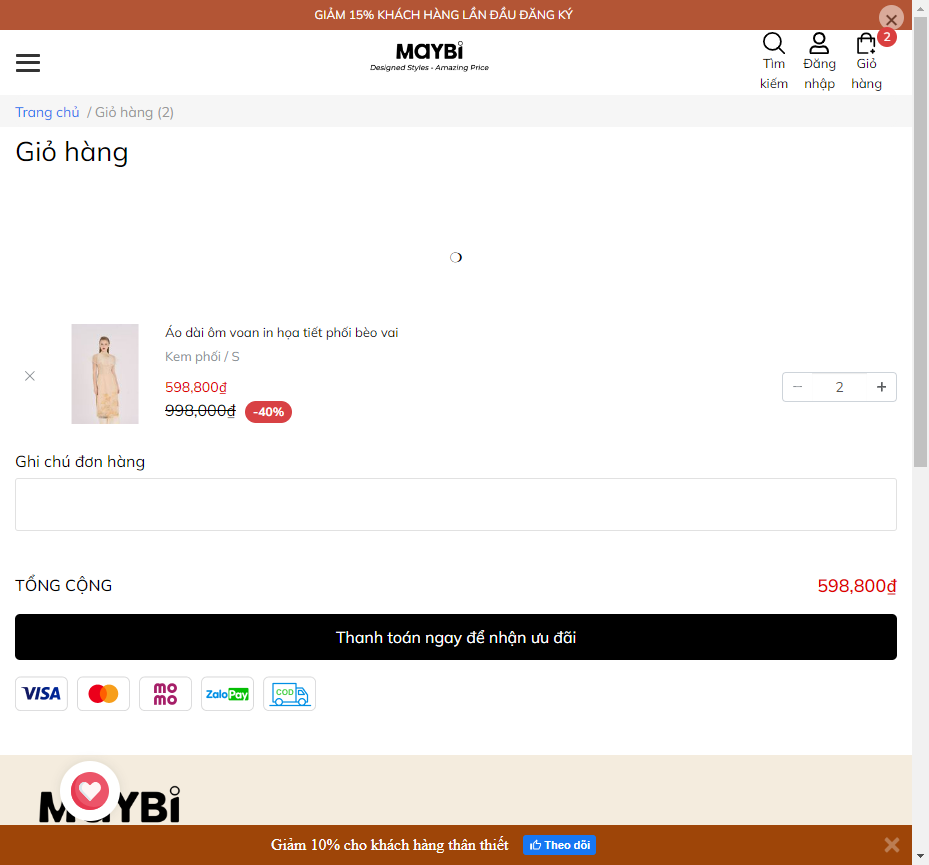 GIẢM 15% KHÁCH HÀNG LẦN ĐẦU ĐĂNG KÝ
MAYBI
Designed Styles - Amazing Price
Tìm kiếm
Đăng nhập
2
Giỏ hàng
Trang chủ / Giỏ hàng (2)
Giỏ hàng
Áo dài ôm voan in họa tiết phối bèo vai
Kem phối / S
598,800₫
998,000₫ -40%
2
Ghi chú đơn hàng
TỔNG CỘNG 598,800₫
Thanh toán ngay để nhận ưu đãi
VISA
mo mo
ZaloPay
COD
MAYBI
Giảm 10% cho khách hàng thân thiết Theo dõi